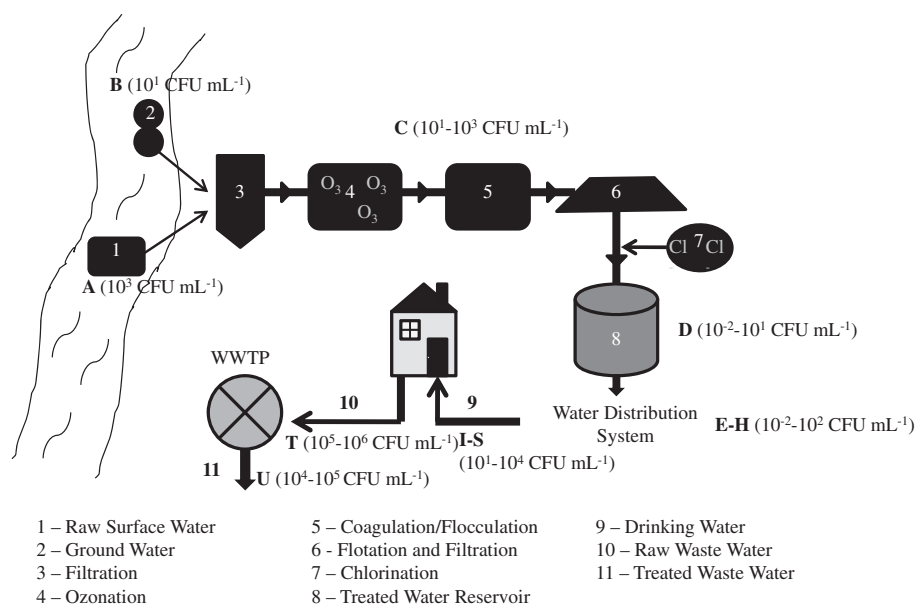 B (10¹ CFU mL⁻¹)
2
C (10¹-10³ CFU mL⁻¹)
3
O₃ 4 O₃
O₃
5
6
1
Cl 7 Cl
A (10³ CFU mL⁻¹)
8
D (10⁻²-10¹ CFU mL⁻¹)
WWTP
10
9
Water Distribution
System
E-H (10⁻²-10² CFU mL⁻¹)
T (10⁵-10⁶ CFU mL⁻¹)
I-S
(10¹-10⁴ CFU mL⁻¹)
11
U (10⁴-10⁵ CFU mL⁻¹)
1 – Raw Surface Water
2 – Ground Water
3 – Filtration
4 – Ozonation
5 – Coagulation/Flocculation
6 - Flotation and Filtration
7 – Chlorination
8 – Treated Water Reservoir
9 – Drinking Water
10 – Raw Waste Water
11 – Treated Waste Water